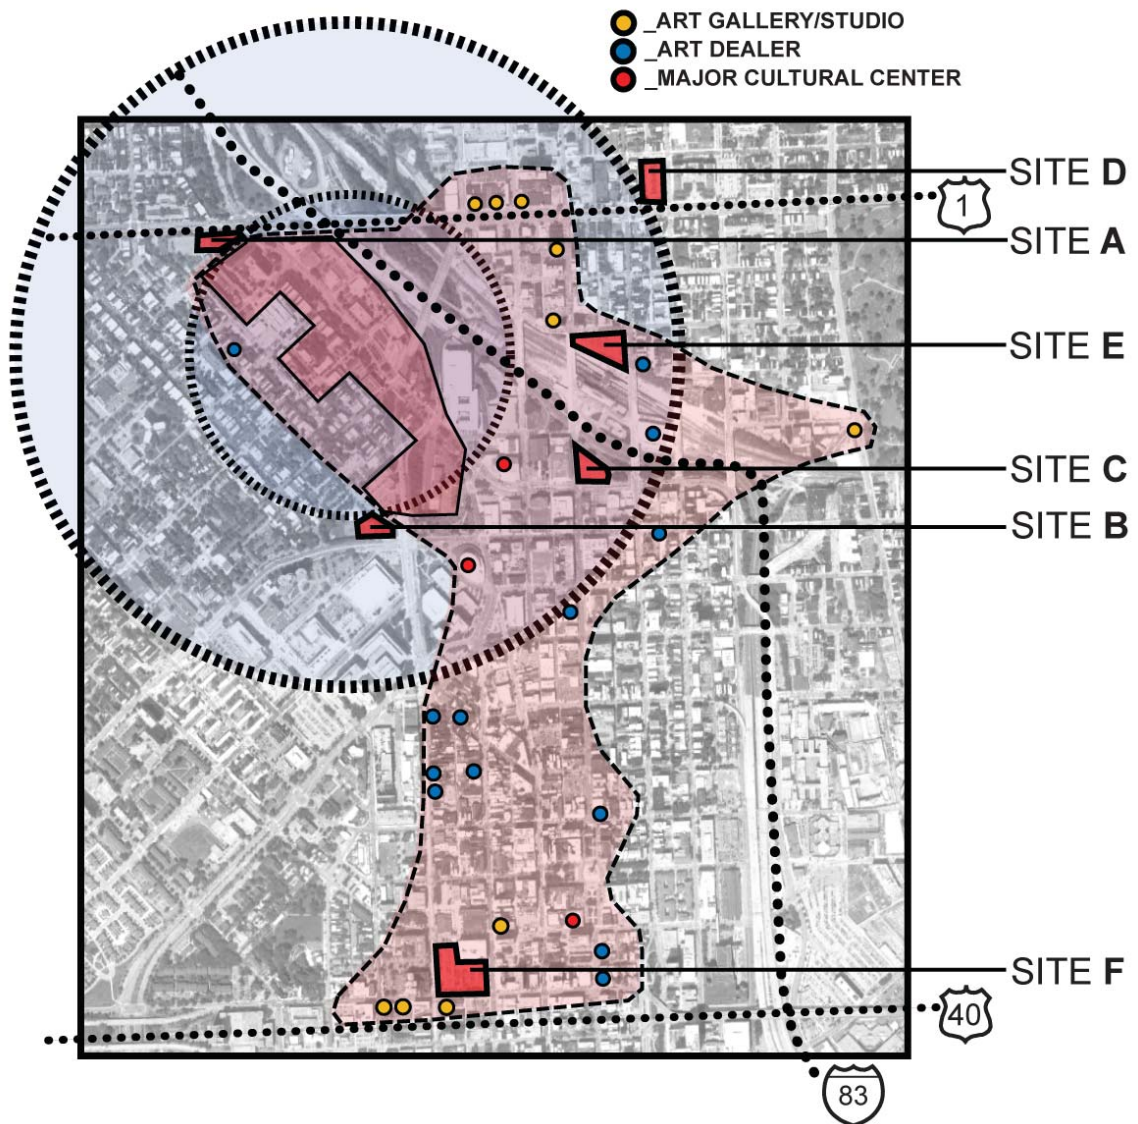 _ART GALLERY/STUDIO
_ART DEALER
_MAJOR CULTURAL CENTER
SITE D
1
SITE A
SITE E
SITE C
SITE B
SITE F
40
83